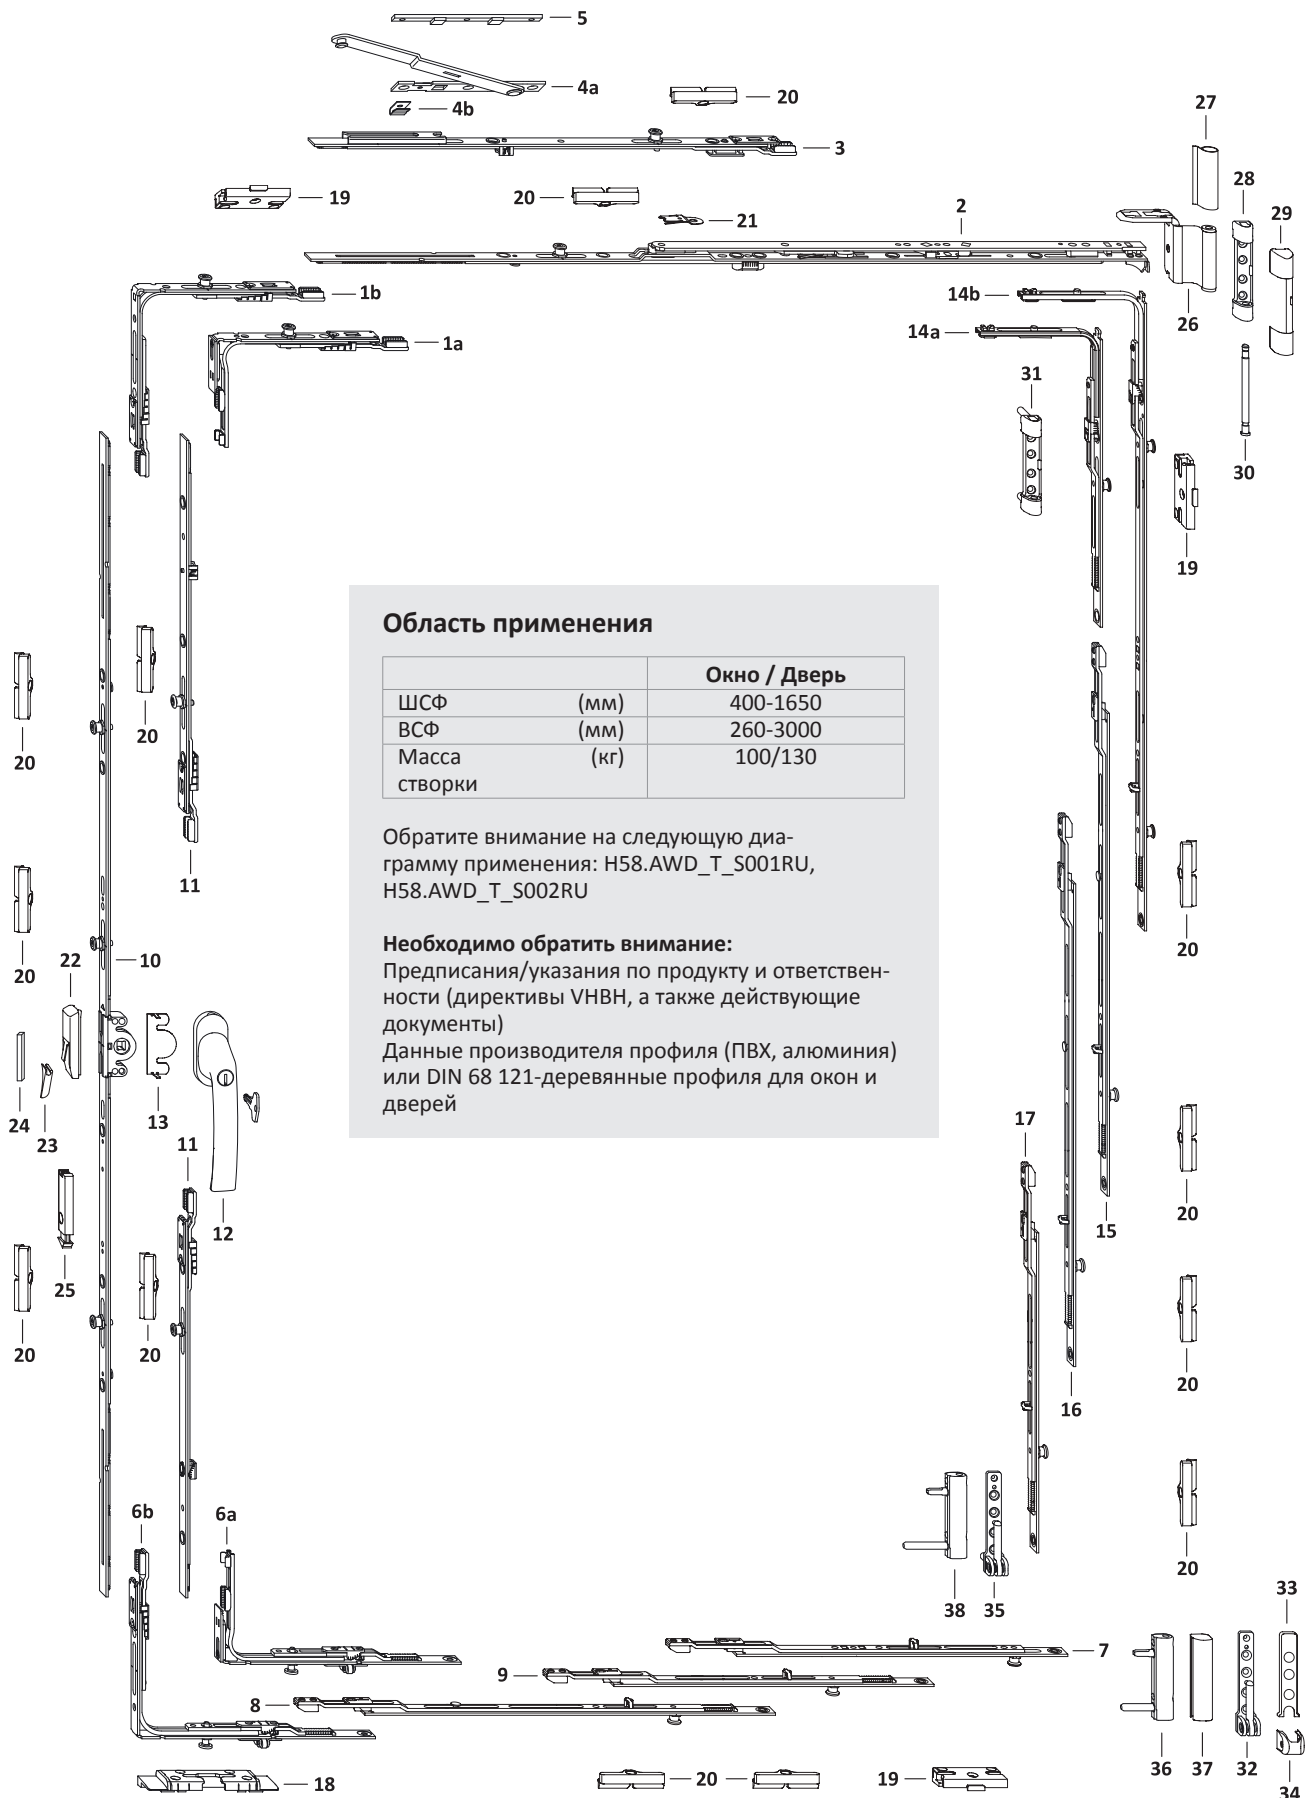 5
4a
20
4b
27
3
28
19
20
2
29
21
1b
14b
26
1a
14a
31
30
19
Область применения
Окно / Дверь
ШСФ (мм) 400-1650
ВСФ (мм) 260-3000
Масса (кг) 100/130
створки
20
20
Обратите внимание на следующую диа-
грамму применения: H58.AWD_T_S001RU,
H58.AWD_T_S002RU
11
Необходимо обратить внимание:
Предписания/указания по продукту и ответствен-
ности (директивы VHBH, а также действующие
документы)
Данные производителя профиля (ПВХ, алюминия)
или DIN 68 121-деревянные профиля для окон и
дверей
20
22
10
20
24
13
23
11
17
20
12
15
25
20
20
20
16
6b
6a
20
38
35
33
7
9
8
36
37
32
18
20
19
34